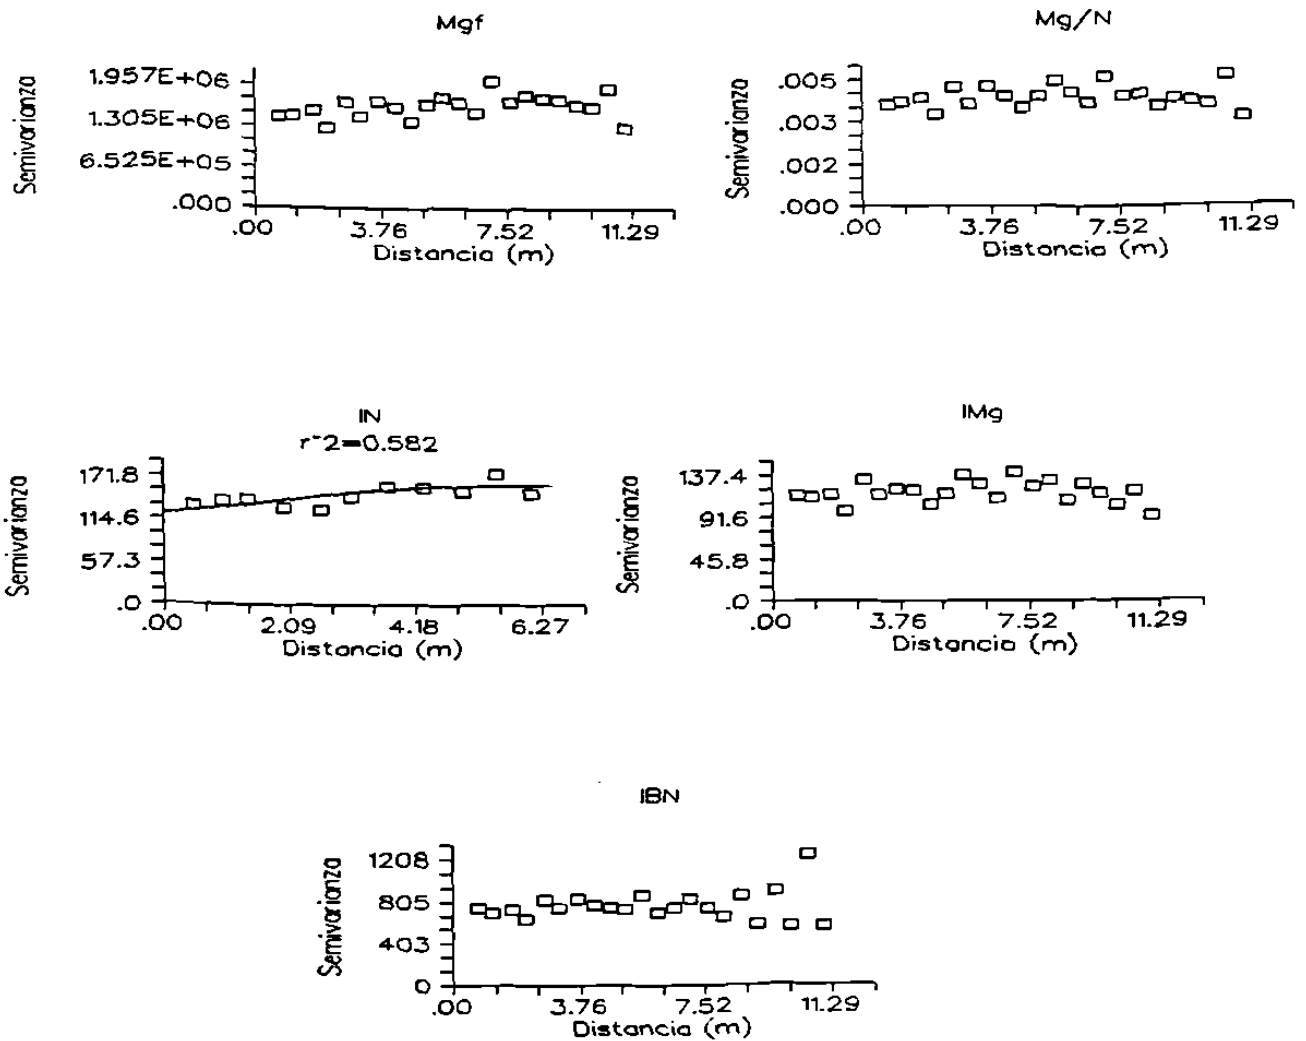 Mgf
Semivarianza
1.957E+06
1.305E+06
6.525E+05
.000
.00 3.76 7.52 11.29
Distancia (m)
Mg/N
Semivarianza
.005
.003
.002
.000
.00 3.76 7.52 11.29
Distancia (m)
IN
r^2=0.582
Semivarianza
171.8
114.6
57.3
.0
.00 2.09 4.18 6.27
Distancia (m)
IMg
Semivarianza
137.4
91.6
45.8
.0
.00 3.76 7.52 11.29
Distancia (m)
IBN
Semivarianza
1208
805
403
0
.00 3.76 7.52 11.29
Distancia (m)